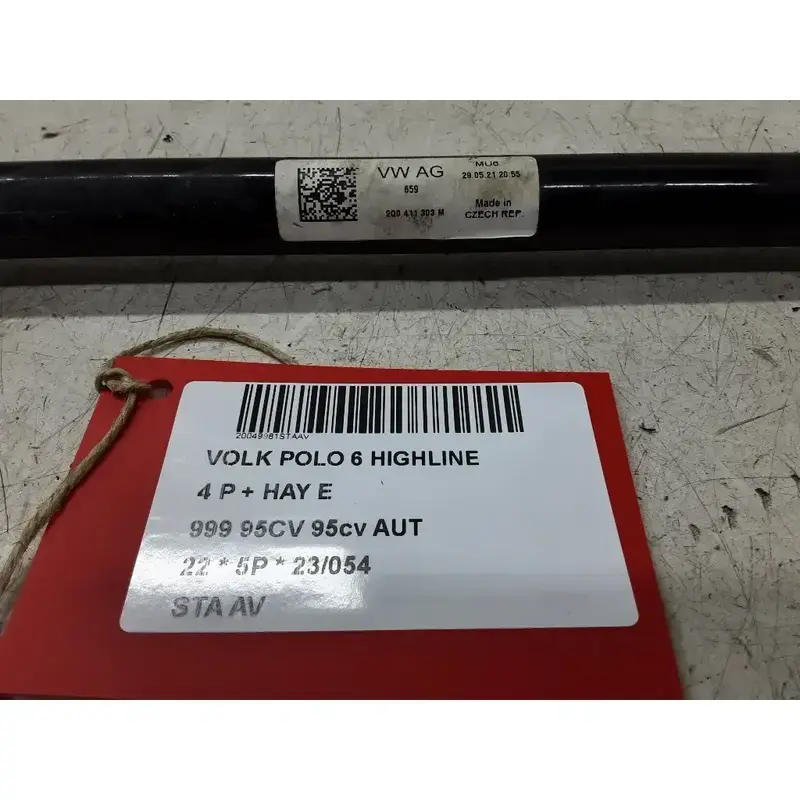 VW AG
659
2Q0 411 303 M
MU6
29.05.21 20:55
Made in
CZECH REP.
20049981STAAV
VOLK POLO 6 HIGHLINE
4 P + HAY E
999 95CV 95cv AUT
22 * 5P * 23/054
STA AV